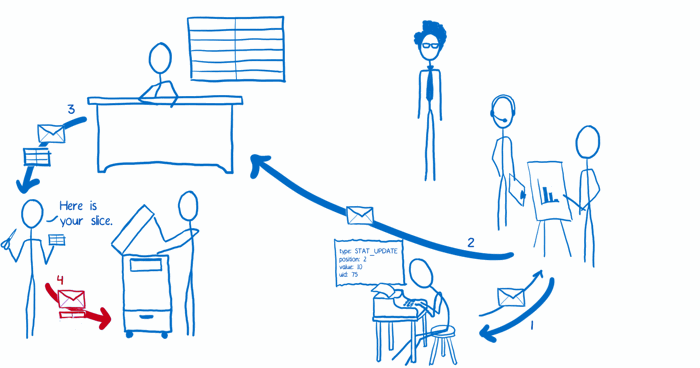 3
Here is
your slice.
4
2
type: STAT_UPDATE
position: 2
value: 10
uid: 75
1